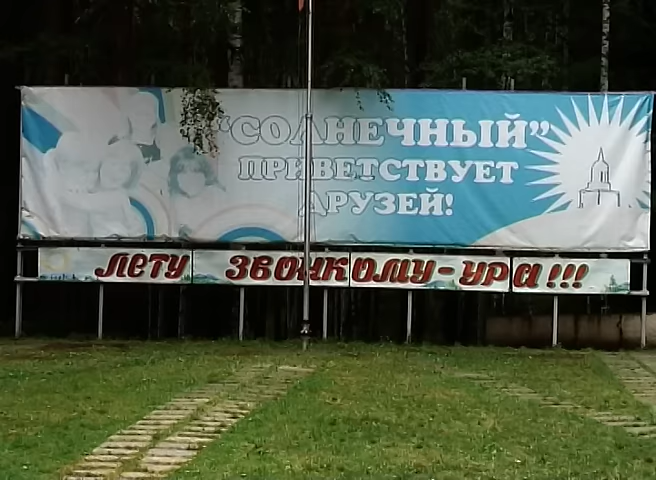 "СОЛНЕЧНЫЙ"
ПРИВЕТСТВУЕТ
ДРУЗЕЙ!
ЛЕТУ ЗВОНКОМУ-УРА!!!